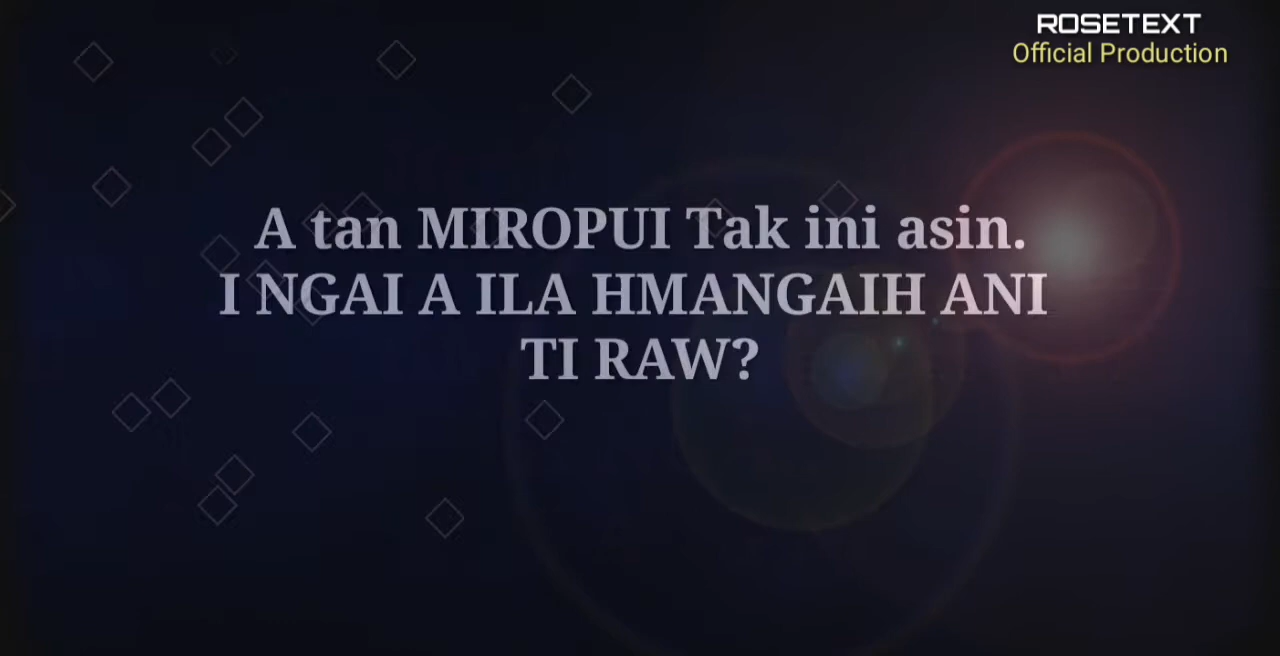 ROSETEXT
Official Production
A tan MIROPUI Tak ini asin.
I NGAI A ILA HMANGAIH ANI
TI RAW?